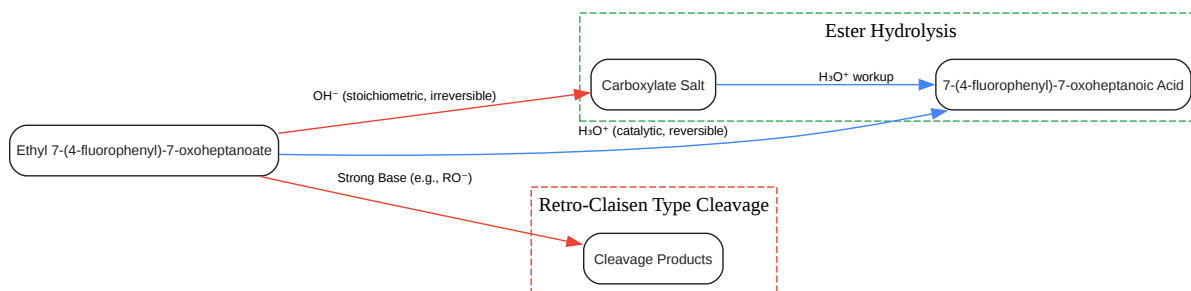 Ester Hydrolysis
Carboxylate Salt
H₃O⁺ workup
7-(4-fluorophenyl)-7-oxoheptanoic Acid
OH⁻ (stoichiometric, irreversible)
H₃O⁺ (catalytic, reversible)
Ethyl 7-(4-fluorophenyl)-7-oxoheptanoate
Strong Base (e.g., RO⁻)
Retro-Claisen Type Cleavage
Cleavage Products